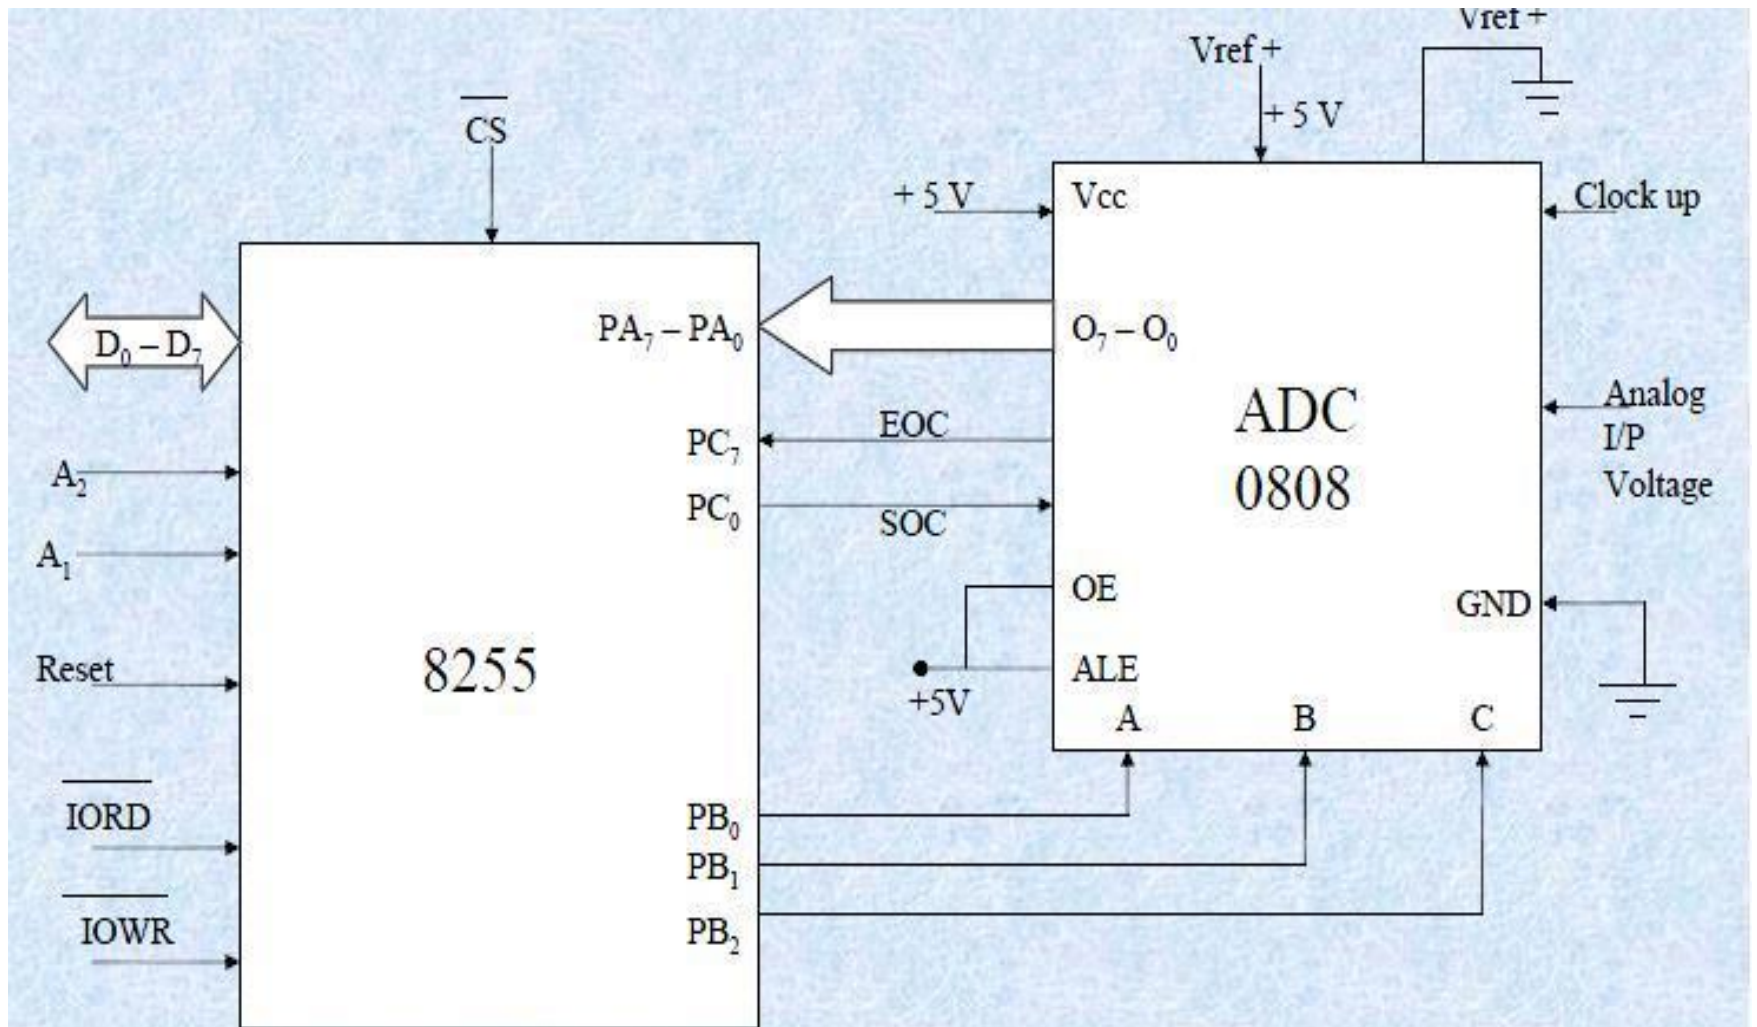 Vref +
Vref +
+ 5 V
CS
+ 5 V
Vcc
Clock up
D0 – D7
PA7 – PA0
O7 – O0
ADC
0808
Analog
I/P
Voltage
EOC
PC7
A2
PC0
SOC
A1
OE
GND
Reset
8255
ALE
+5V
A
B
C
IORD
PB0
PB1
IOWR
PB2